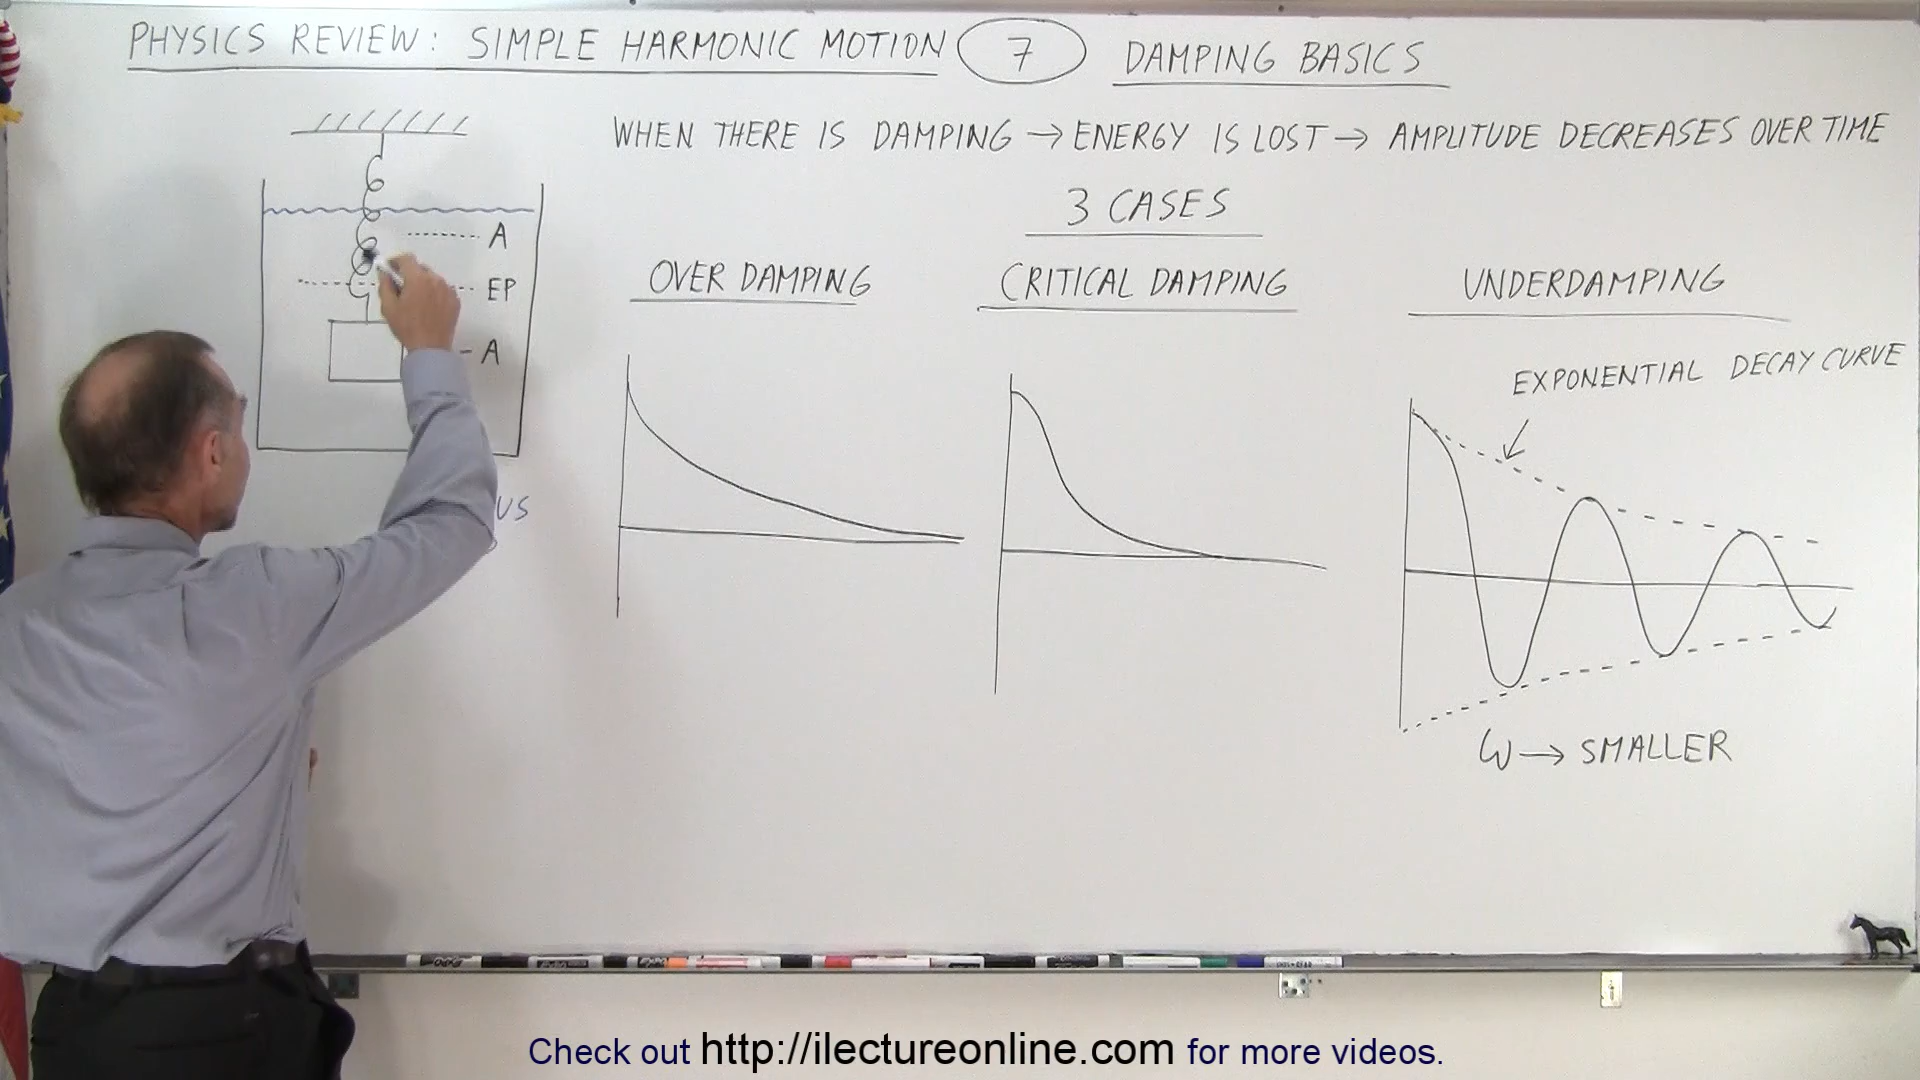 PHYSICS REVIEW: SIMPLE HARMONIC MOTION 7 DAMPING BASICS
WHEN THERE IS DAMPING → ENERGY IS LOST → AMPLITUDE DECREASES OVER TIME
3 CASES
A
EP
A
US
OVER DAMPING
CRITICAL DAMPING
UNDERDAMPING
EXPONENTIAL DECAY CURVE
ω → SMALLER
Check out http://ilectureonline.com for more videos.